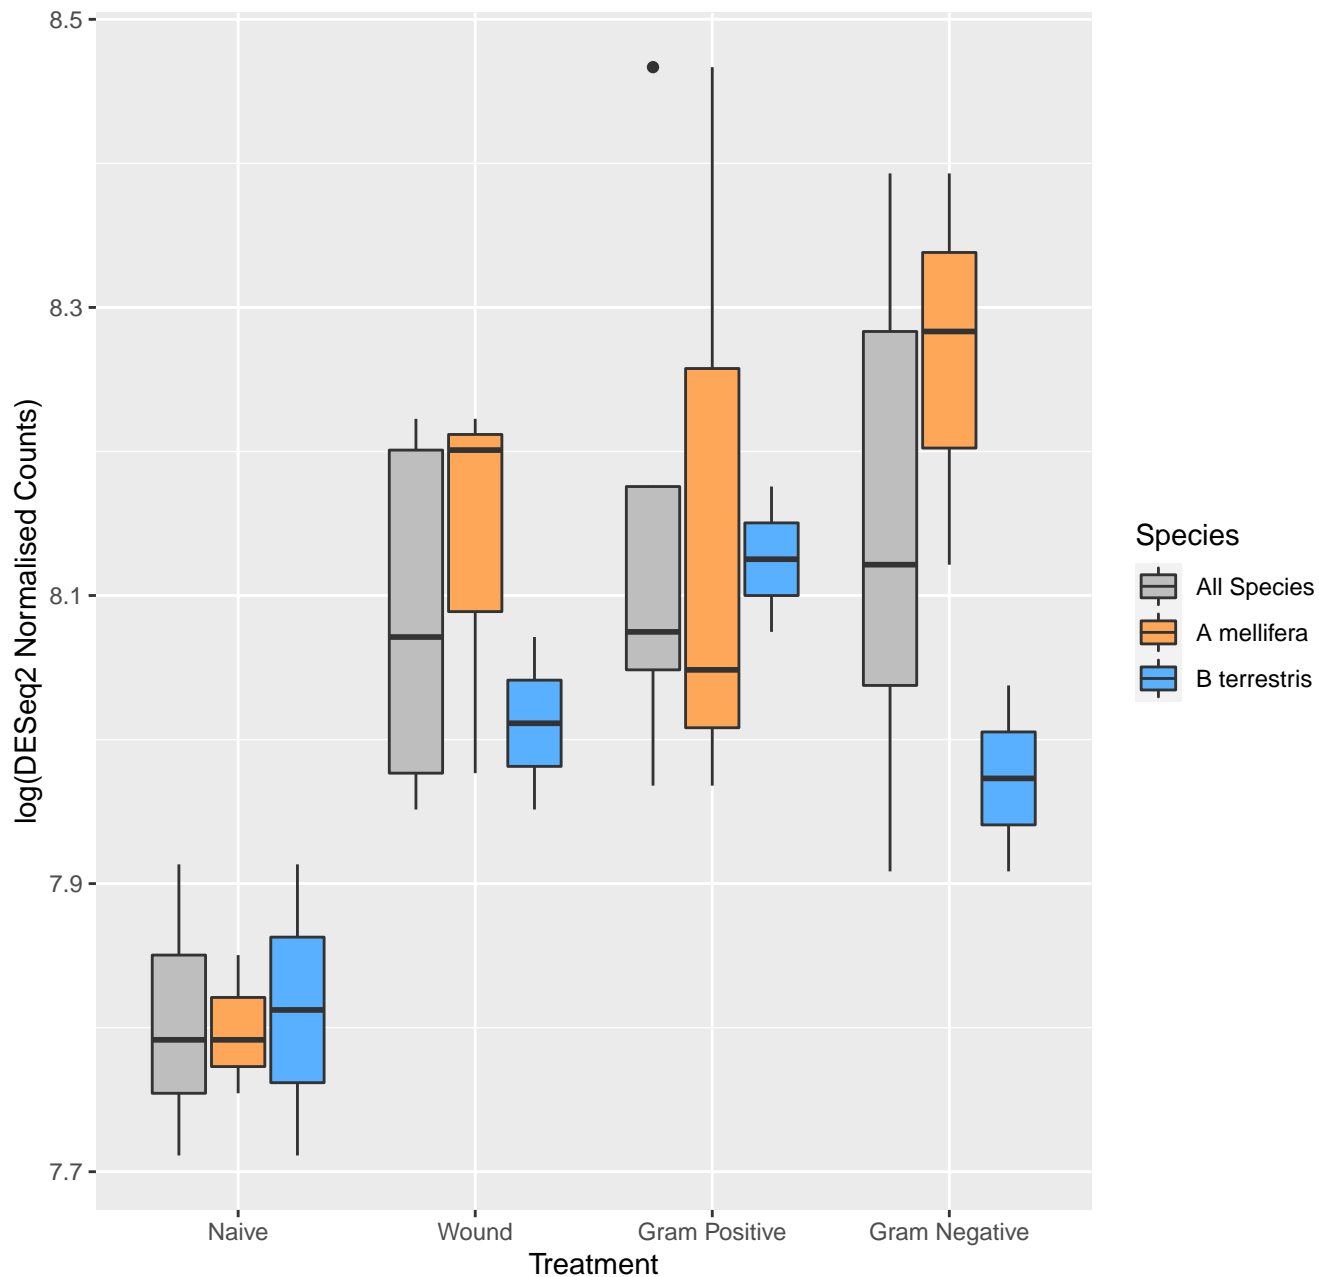 8.5
8.3
8.1
7.9
7.7
log(DESeq2 Normalised Counts)
Naive
Wound
Gram Positive
Gram Negative
Treatment
Species
All Species
A mellifera
B terrestris